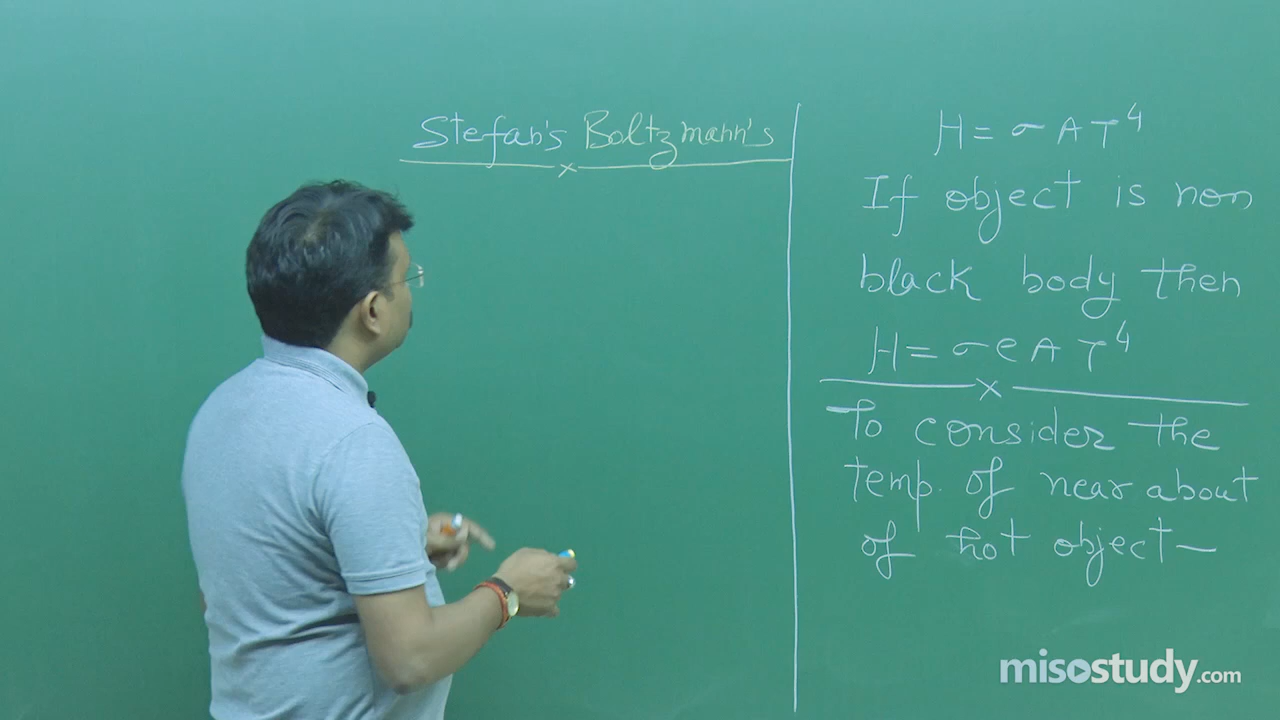 Stefan's Boltzmann's
H = σ A T⁴
If object is non
black body then
H = σ e A T⁴
To consider the
temp. of near about
of hot object —
misostudy.com